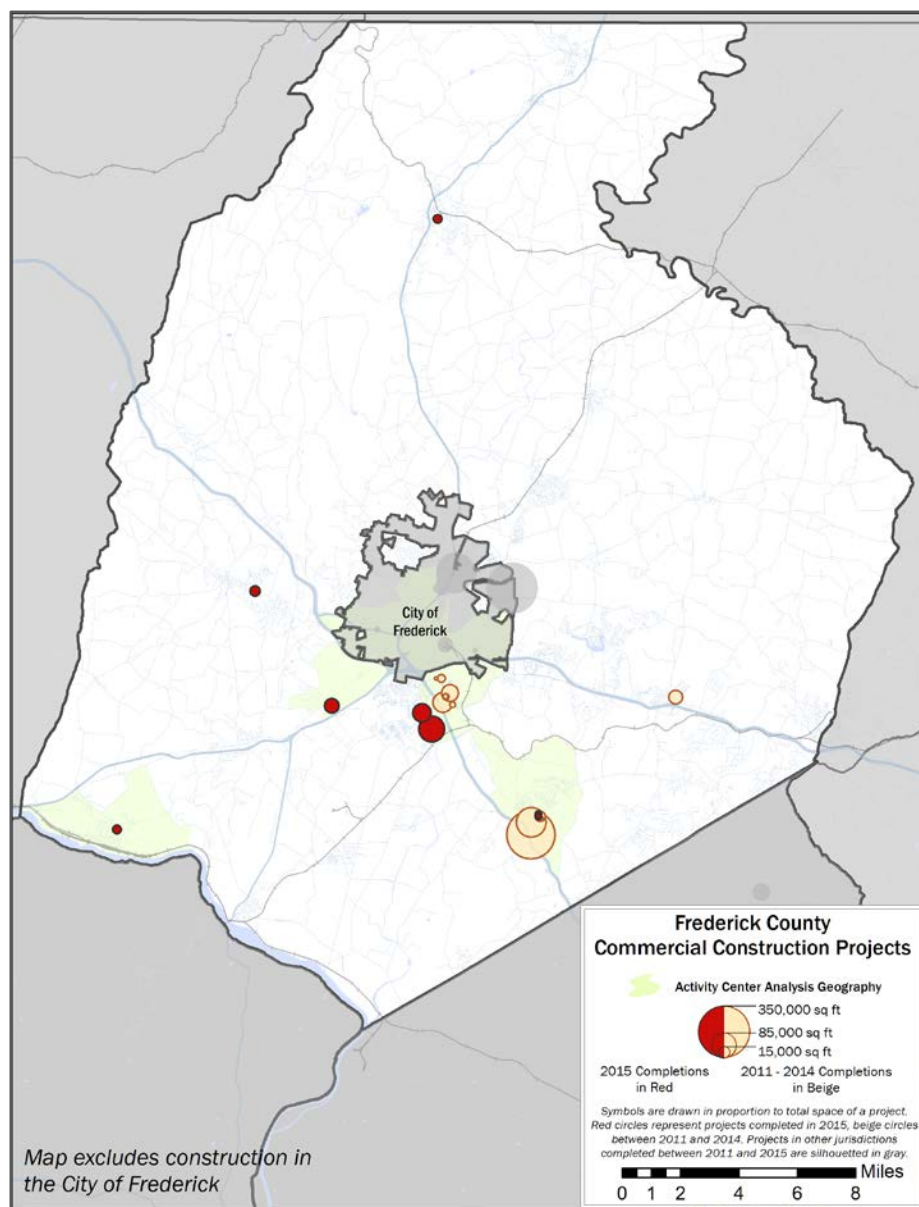 City of
Frederick
Frederick County
Commercial Construction Projects
Activity Center Analysis Geography
350,000 sq ft
85,000 sq ft
15,000 sq ft
2015 Completions
in Red
2011 - 2014 Completions
in Beige
Symbols are drawn in proportion to total space of a project.
Red circles represent projects completed in 2015, beige circles
between 2011 and 2014. Projects in other jurisdictions
completed between 2011 and 2015 are silhouetted in gray.
Miles
0 1 2 4 6 8
Map excludes construction in
the City of Frederick